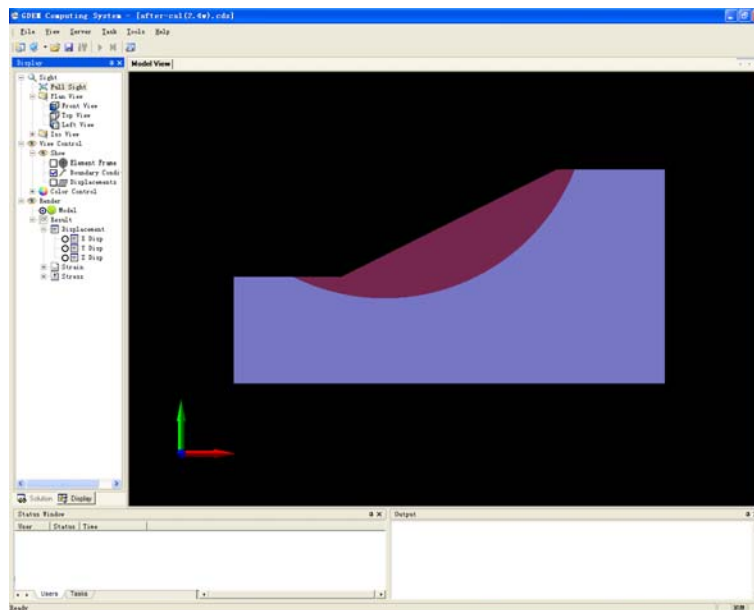 GDEM Computing System - [after-cal(2.4w).cds]
File View Server Task Tools Help
Display
Model View
Sight
Full Sight
Plan View
Front View
Top View
Left View
Iso View
View Control
Show
Element Frame
Boundary Condi
Displacements
Color Control
Render
Model
Result
Displacement
X Disp
Y Disp
Z Disp
Strain
Stress
Solution Display
Status Window
User Status Time
Users Tasks
Output
Ready